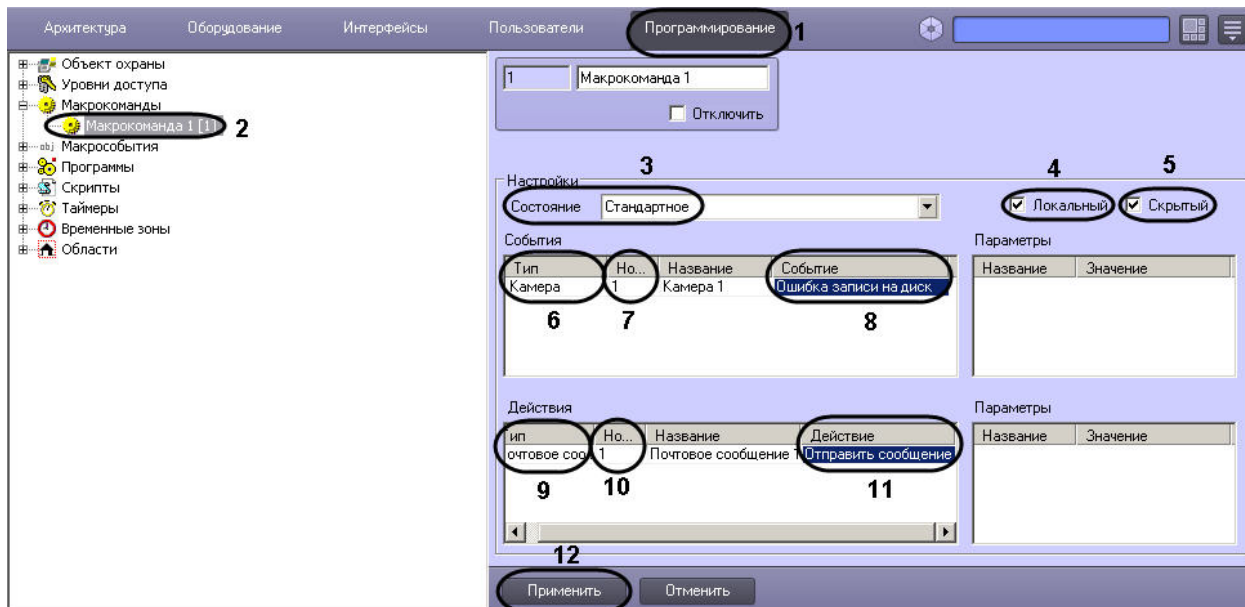 Архитектура Оборудование Интерфейсы Пользователи Программирование 1
Объект охраны
Уровни доступа
Макрокоманды
Макрокоманда 1 [1] 2
obj Макрособытия
Программы
Скрипты
Таймеры
Временные зоны
Области
1 Макрокоманда 1
Отключить
Настройки 3 4 5
Состояние Стандартное Локальный Скрытый
События Параметры
Тип Но... Название Событие Название Значение
Камера 1 Камера 1 Ошибка записи на диск
6 7 8
Действия Параметры
ип Но... Название Действие Название Значение
очтовое соо 1 Почтовое сообщение 1 Отправить сообщение
9 10 11
12
Применить Отменить